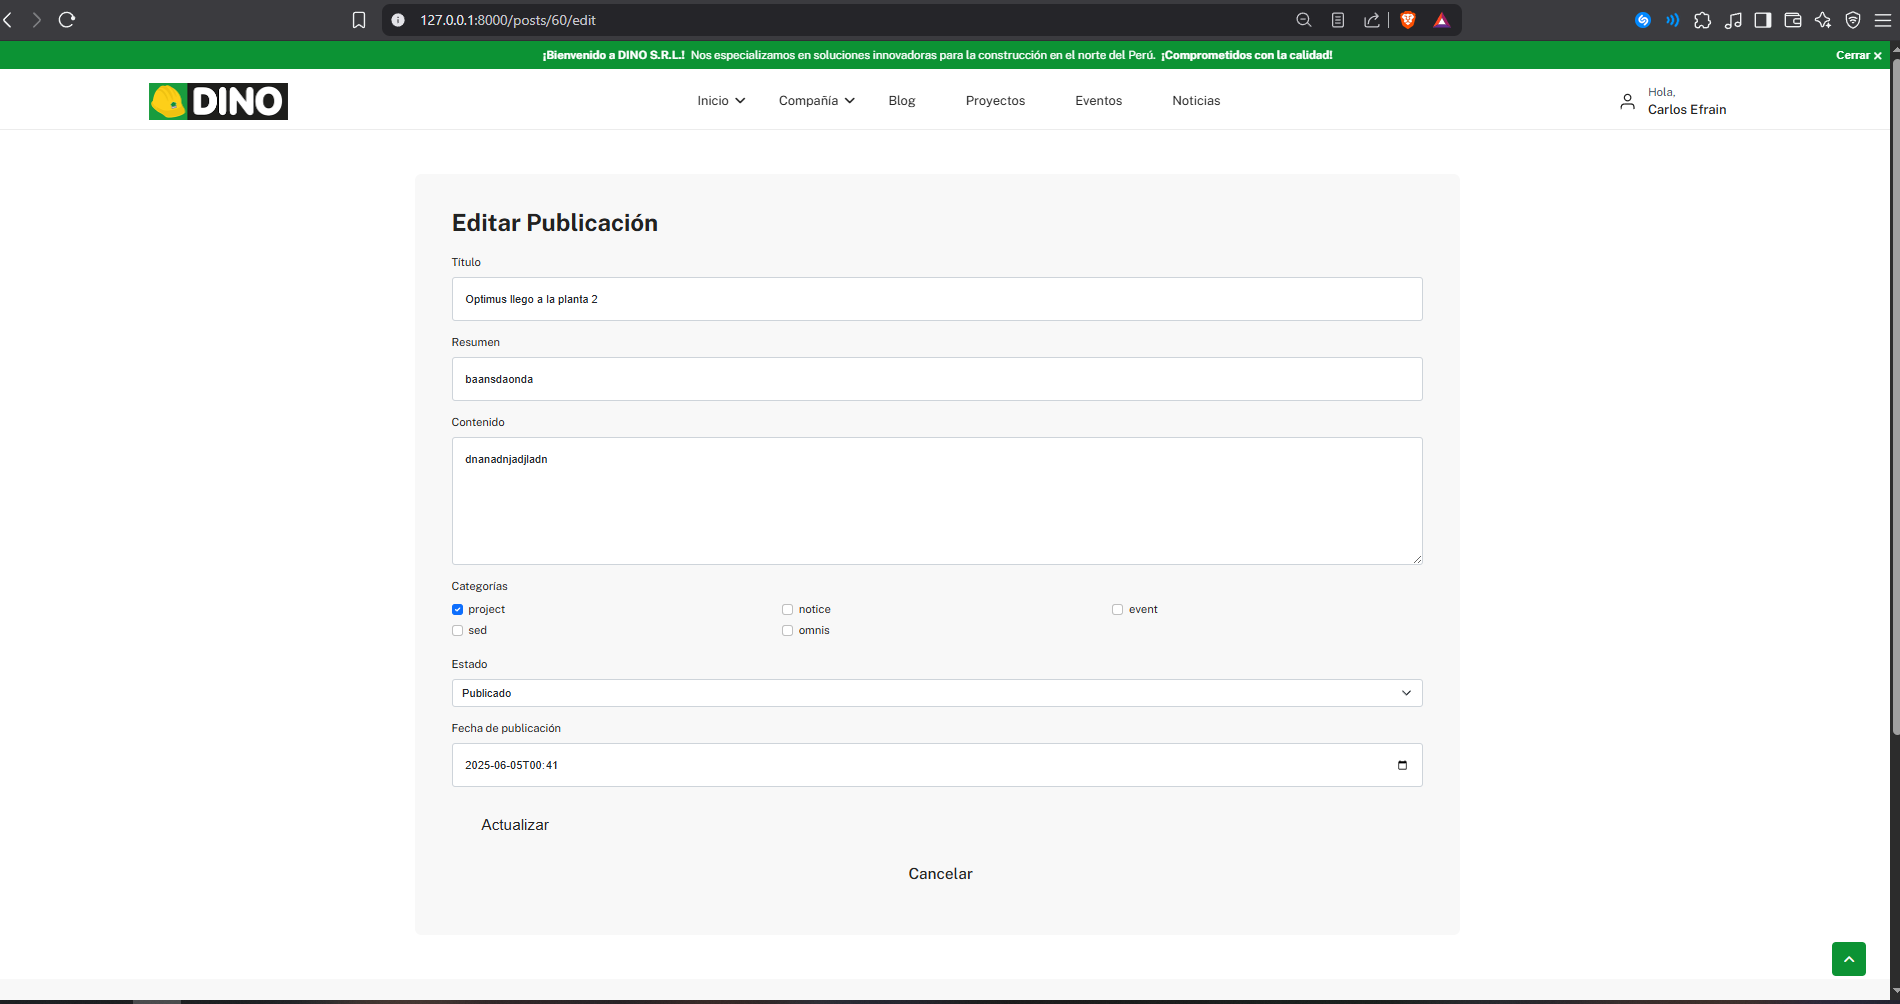 127.0.0.1:8000/posts/60/edit
¡Bienvenido a DINO S.R.L.! Nos especializamos en soluciones innovadoras para la construcción en el norte del Perú. ¡Comprometidos con la calidad!
Cerrar ×
DINO
Inicio
Compañía
Blog
Proyectos
Eventos
Noticias
Hola,
Carlos Efrain
Editar Publicación
Título
Optimus llego a la planta 2
Resumen
baansdaonda
Contenido
dnanadnjadjladn
Categorías
project
notice
event
sed
omnis
Estado
Publicado
Fecha de publicación
2025-06-05T00:41
Actualizar
Cancelar